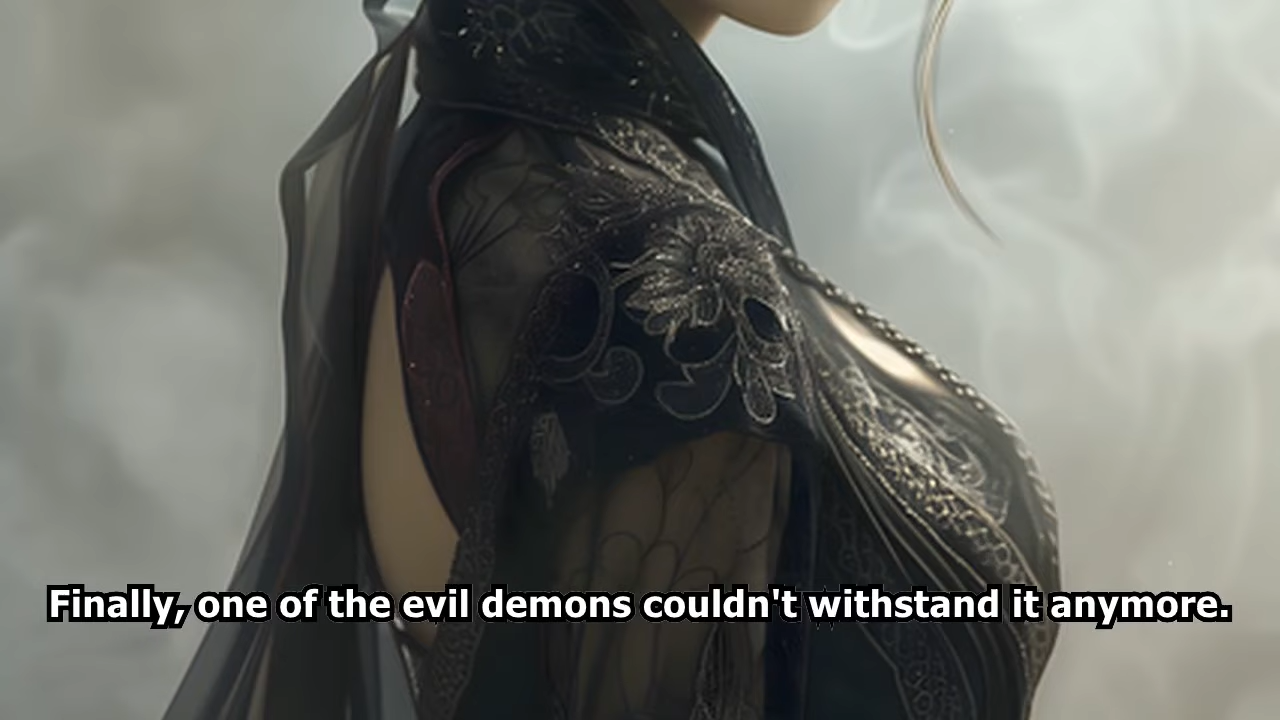 Finally, one of the evil demons couldn't withstand it anymore.